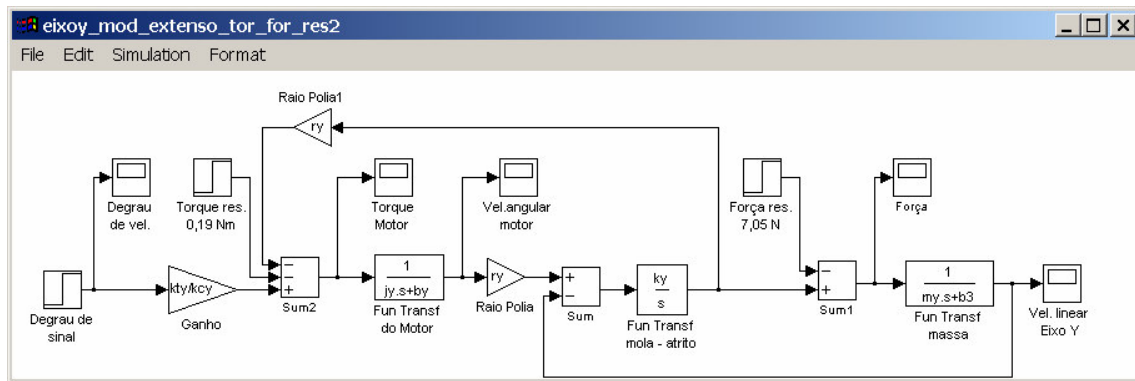 eixoy_mod_extenso_tor_for_res2
File Edit Simulation Format
Raio Polia1
ry
Degrau
de vel.
Torque res.
0,19 Nm
Torque
Motor
Vel.angular
motor
Força res.
7,05 N
Força
Degrau de
sinal
kty/kcy
Ganho
−
−
+
Sum2
1
jy.s+by
Fun Transf
do Motor
ry
Raio Polia
+
−
Sum
ky
s
Fun Transf
mola - atrito
−
+
Sum1
1
my.s+b3
Fun Transf
massa
Vel. linear
Eixo Y